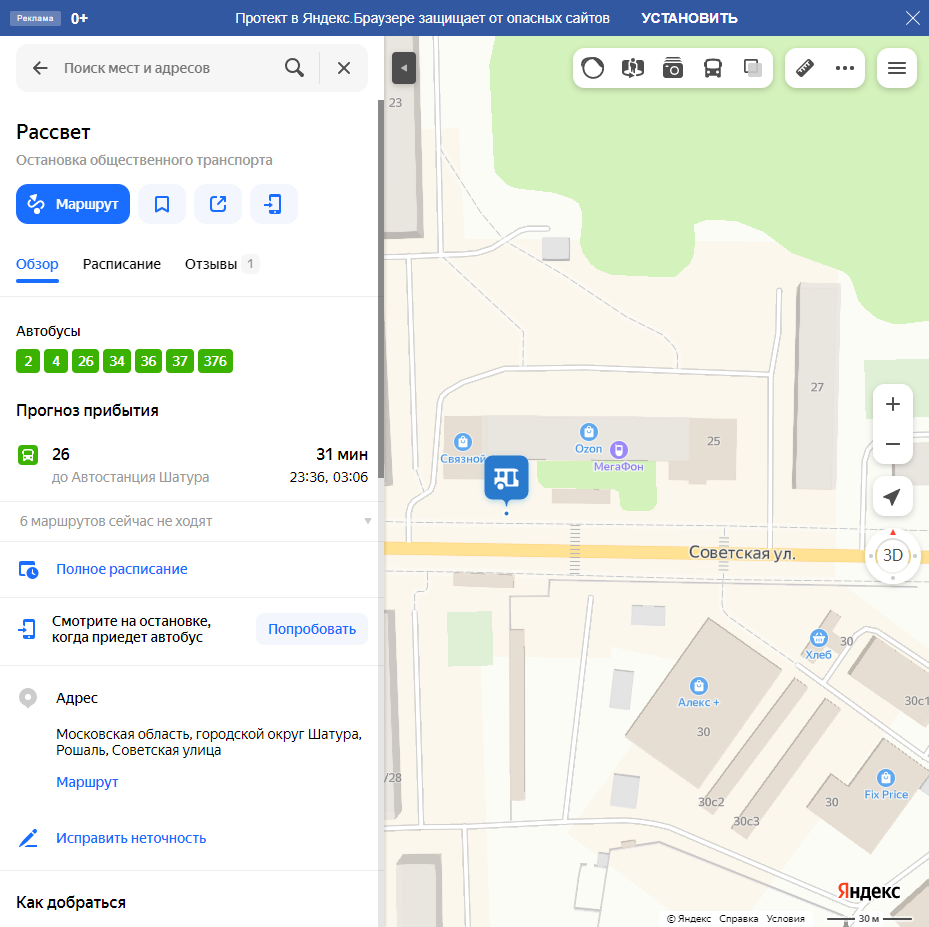 Реклама
0+
Протект в Яндекс.Браузере защищает от опасных сайтов
УСТАНОВИТЬ
Поиск мест и адресов
Рассвет
Остановка общественного транспорта
Маршрут
Обзор
Расписание
Отзывы 1
Автобусы
2 4 26 34 36 37 376
Прогноз прибытия
26
31 мин
до Автостанция Шатура
23:36, 03:06
6 маршрутов сейчас не ходят
Полное расписание
Смотрите на остановке,
когда приедет автобус
Попробовать
Адрес
Московская область, городской округ Шатура,
Рошаль, Советская улица
Маршрут
Исправить неточность
Как добраться
23
27
25
Связной
Ozon
МегаФон
Советская ул.
3D
Хлеб
30
Алекс +
30
30с1
/28
30с2
30с3
30
Fix Price
Яндекс
© Яндекс Справка Условия
30 м